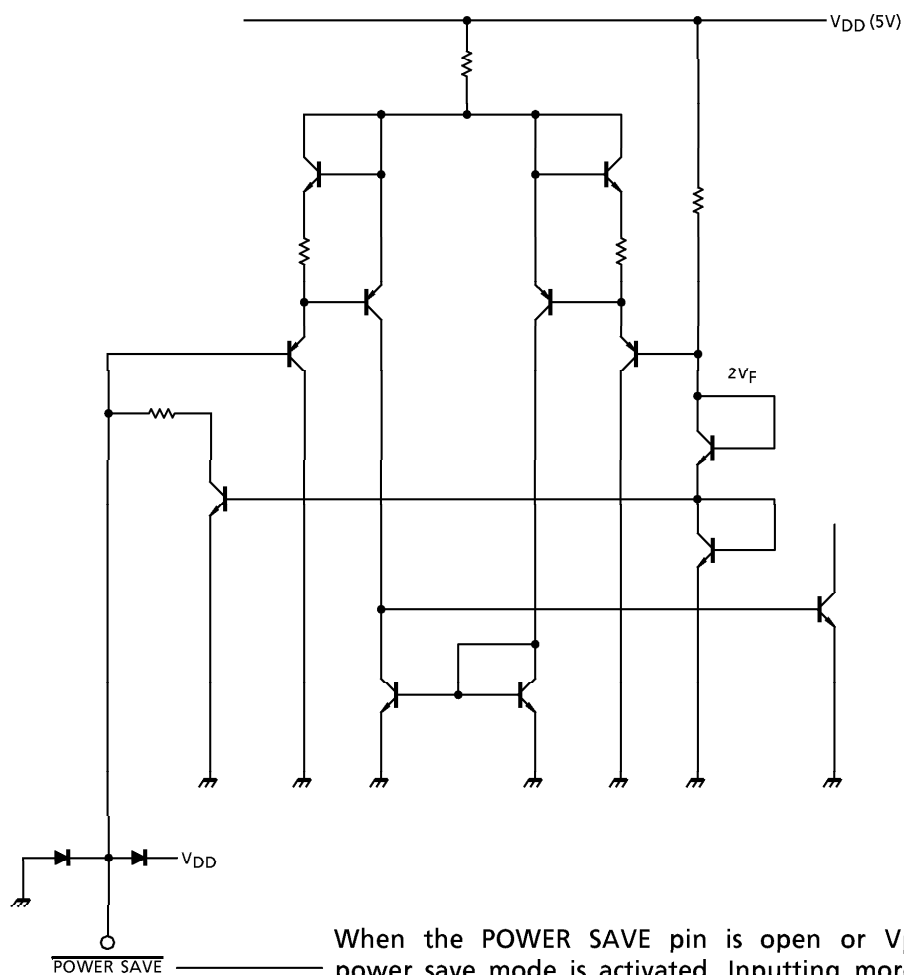 VDD (5V)
2VF
VDD
When the POWER SAVE pin is open or
POWER SAVE
power save mode is activated. Inputting